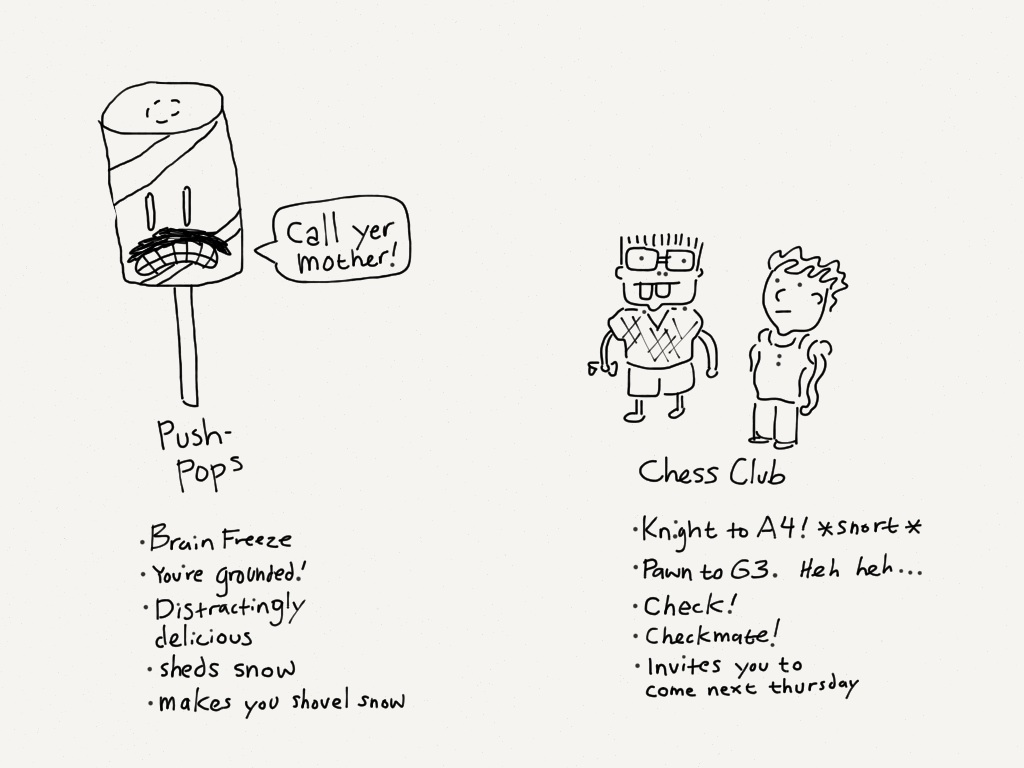 Call yer
mother!
Push-
Pops
· Brain Freeze
· You're grounded!
· Distractingly
delicious
· sheds snow
· makes you shovel snow
Chess Club
· Knight to A4! *snort*
· Pawn to G3. Heh heh...
· Check!
· Checkmate!
· Invites you to
come next thursday